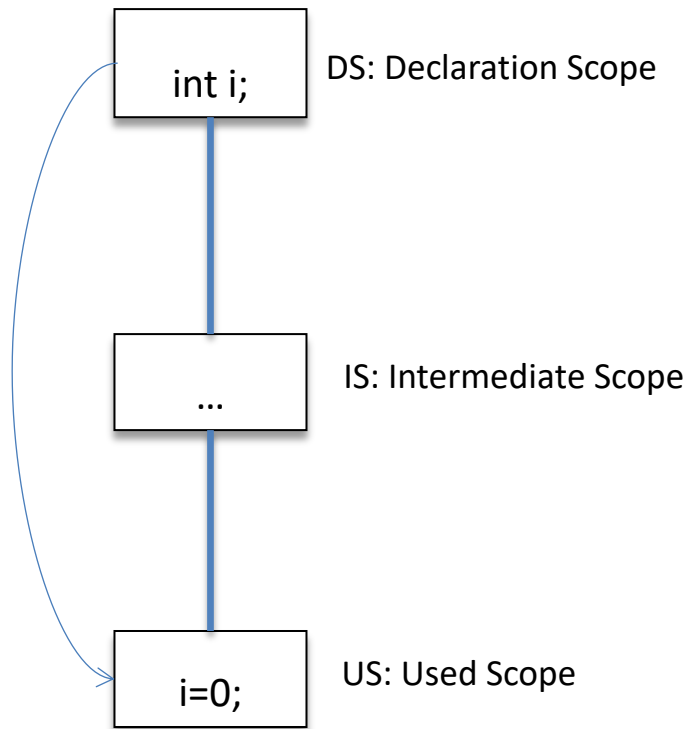 int i;
DS: Declaration Scope
...
IS: Intermediate Scope
i=0;
US: Used Scope